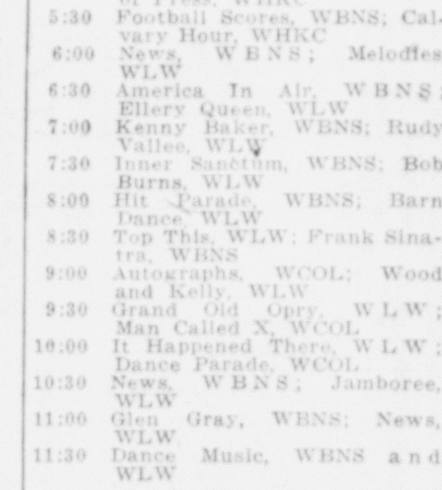 of Press, WHKC
5:30 Football Scores, WBNS; Cal-
vary Hour, WHKC
6:00 News, WBNS; Melodies
WLW
6:30 America In Air, WBNS;
Ellery Queen, WLW
7:00 Kenny Baker, WBNS; Rudy
Vallee, WLW
7:30 Inner Sanctum, WBNS; Bob
Burns, WLW
8:00 Hit Parade, WBNS; Barn
Dance, WLW
8:30 Top This, WLW; Frank Sina-
tra, WBNS
9:00 Autographs, WCOL; Wood
and Kelly, WLW
9:30 Grand Old Opry, WLW;
Man Called X, WCOL
10:00 It Happened There, WLW;
Dance Parade, WCOL
10:30 News, WBNS; Jamboree,
WLW
11:00 Glen Gray, WBNS; News,
WLW
11:30 Dance Music, WBNS and
WLW